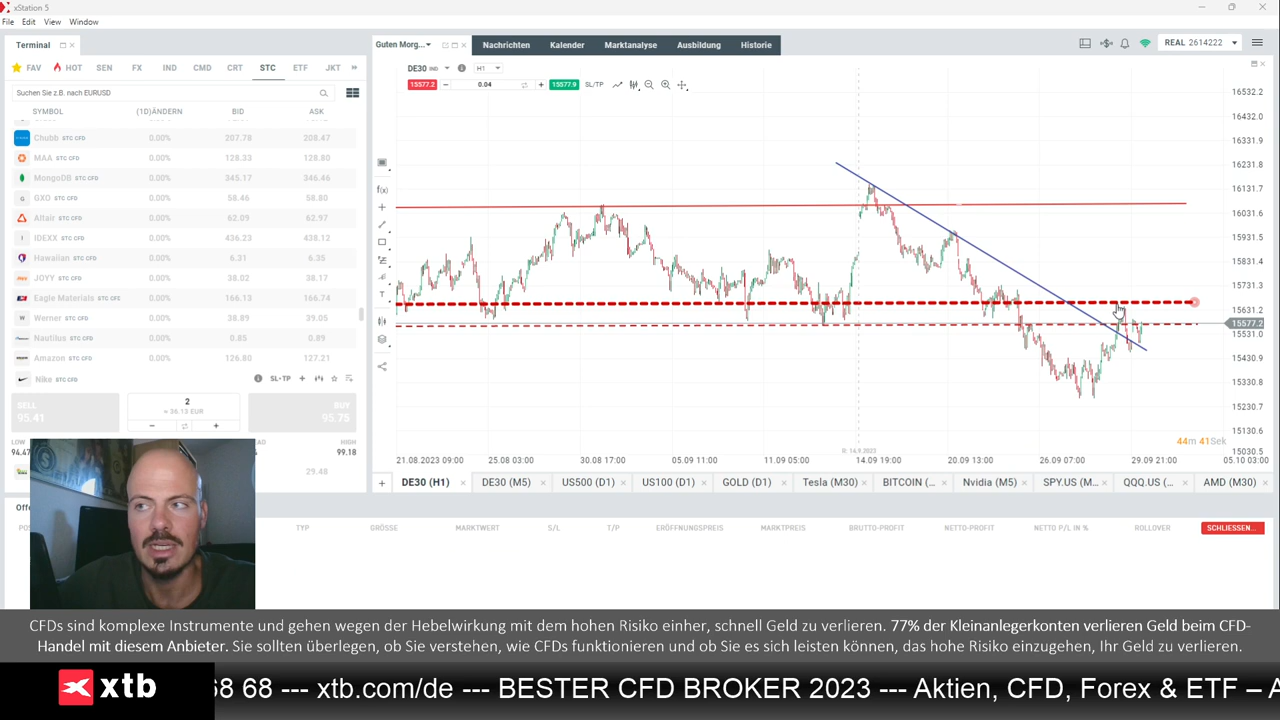 xStation 5
File Edit View Window
Terminal
FAV HOT SEN FX IND CMD CRT STC ETF JKT
Suchen Sie z.B. nach EURUSD
SYMBOL (1D)ÄNDERN BID ASK
Chubb STC CFD 0.00% 207.78 208.47
MAA STC CFD 0.00% 128.33 128.80
MongoDB STC CFD 0.00% 345.17 346.46
GXO STC CFD 0.00% 58.46 58.80
Altair STC CFD 0.00% 62.09 62.97
IDEXX STC CFD 0.00% 436.23 438.12
Hawaiian STC CFD 0.00% 6.31 6.35
JOYY STC CFD 0.00% 38.02 38.17
Eagle Materials STC CFD 0.00% 166.13 166.74
Werner STC CFD 0.00% 38.89 39.05
Nautilus STC CFD 0.00% 0.85 0.89
Amazon STC CFD 0.00% 126.80 127.21
Nike SL-TP
SELL
95.41
2
≈ 36.13 EUR
BUY
95.75
LOW
94.47
HIGH
99.18
29.48
Guten Morg... Nachrichten Kalender Marktanalyse Ausbildung Historie
REAL 2614222
DE30 IND H1
15577.2 0.04 15577.9 SL/TP
16532.2
16432.0
16331.9
16231.8
16131.7
16031.6
15931.5
15831.4
15731.3
15631.2
15577.2
15531.0
15430.9
15330.8
15230.7
15130.6
15030.5
44m 41Sek
R: 14.9.2023
21.08.2023 09:00 25.08 03:00 30.08 17:00 05.09 11:00 11.09 05:00 14.09 19:00 20.09 13:00 26.09 07:00 29.09 21:00 05.10 03:00
DE30 (H1) DE30 (M5) US500 (D1) US100 (D1) GOLD (D1) Tesla (M30) BITCOIN (... Nvidia (M5) SPY.US (M... QQQ.US (... AMD (M30)
TYP GRÖSSE MARKTWERT S/L T/P ERÖFFNUNGSPREIS MARKTPREIS BRUTTO-PROFIT NETTO-PROFIT NETTO P/L IN % ROLLOVER SCHLIESSEN...
CFDs sind komplexe Instrumente und gehen wegen der Hebelwirkung mit dem hohen Risiko einher, schnell Geld zu verlieren. 77% der Kleinanlegerkonten verlieren Geld beim CFD-
Handel mit diesem Anbieter. Sie sollten überlegen, ob Sie verstehen, wie CFDs funktionieren und ob Sie es sich leisten können, das hohe Risiko einzugehen, Ihr Geld zu verlieren.
xtb 68 68 --- xtb.com/de --- BESTER CFD BROKER 2023 --- Aktien, CFD, Forex & ETF – A